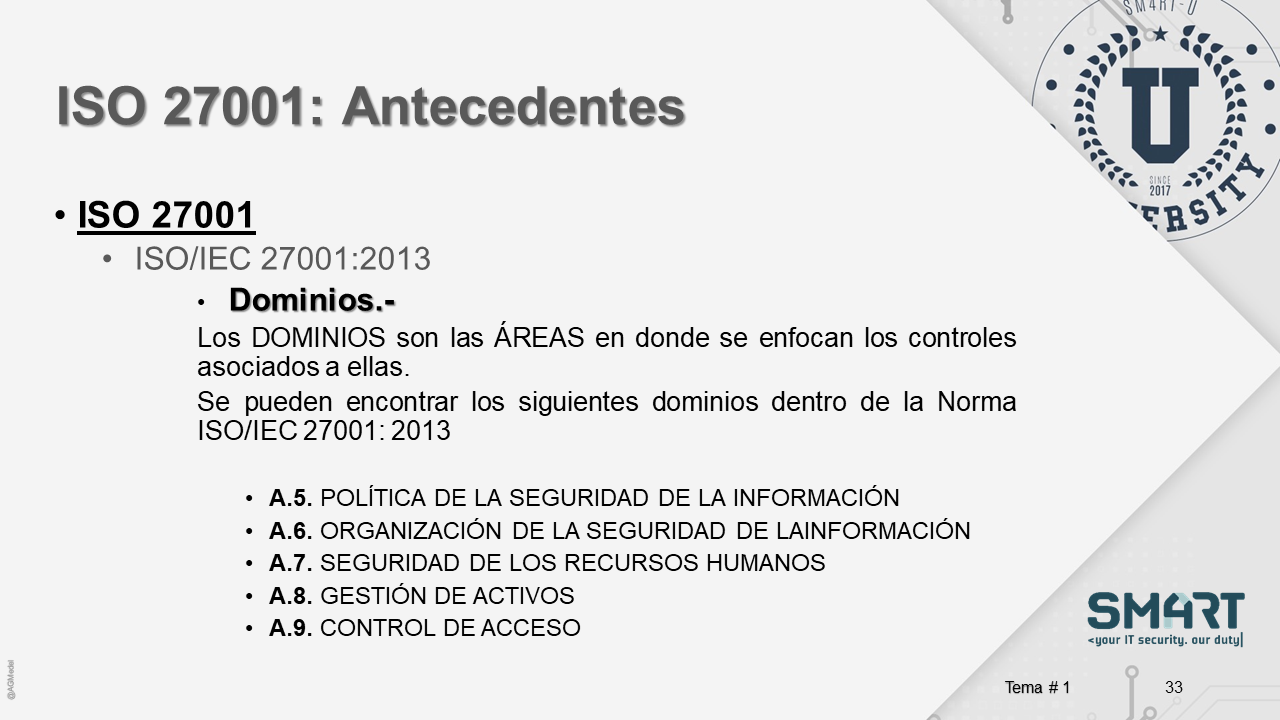 SM4RT-U
ISO 27001: Antecedentes
U
SINCE
2017
ERSITY
• ISO 27001
• ISO/IEC 27001:2013
• Dominios.-
Los DOMINIOS son las ÁREAS en donde se enfocan los controles
asociados a ellas.
Se pueden encontrar los siguientes dominios dentro de la Norma
ISO/IEC 27001: 2013
• A.5. POLÍTICA DE LA SEGURIDAD DE LA INFORMACIÓN
• A.6. ORGANIZACIÓN DE LA SEGURIDAD DE LAINFORMACIÓN
• A.7. SEGURIDAD DE LOS RECURSOS HUMANOS
• A.8. GESTIÓN DE ACTIVOS
• A.9. CONTROL DE ACCESO
SMART
<your IT security. our duty|
@AGMedel
Tema # 1
33